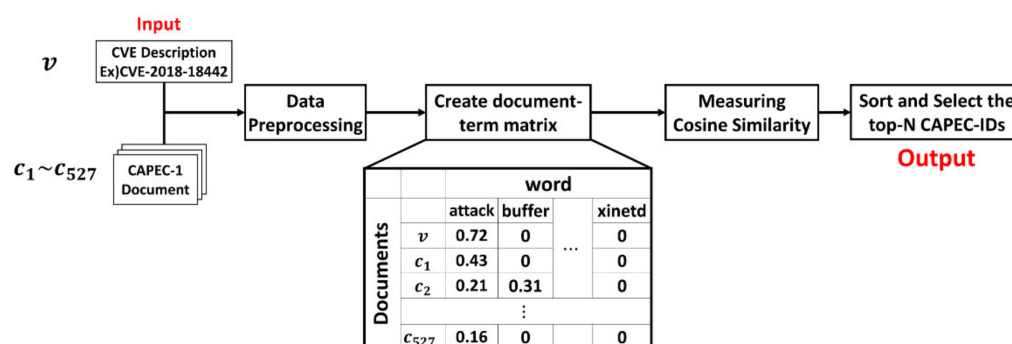 Input
v
CVE Description
Ex)CVE-2018-18442
c₁~c₅₂₇
CAPEC-1
Document
Data
Preprocessing
Create document-
term matrix
Measuring
Cosine Similarity
Sort and Select the
top-N CAPEC-IDs
Output
word
Documents
attack buffer xinetd
v 0.72 0 ... 0
c₁ 0.43 0 0
c₂ 0.21 0.31 0
⋮
c₅₂₇ 0.16 0 0